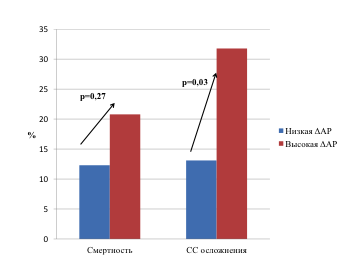 35
30
p=0,27
25
p=0,03
20
%
15
Низкая ΔАР
Высокая ΔАР
10
5
0
Смертность
СС осложнения